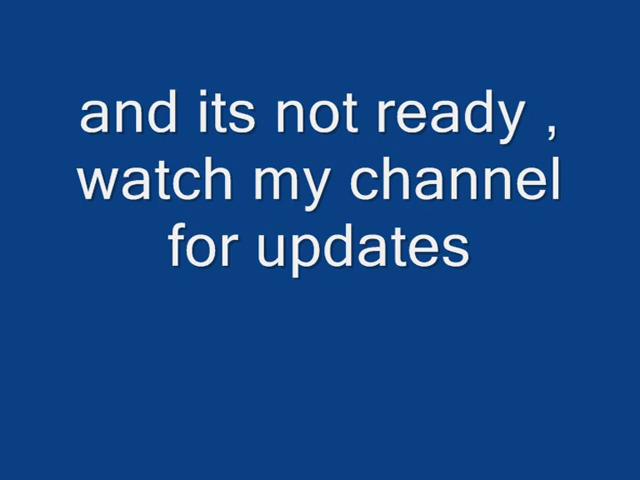 and its not ready ,
watch my channel
for updates